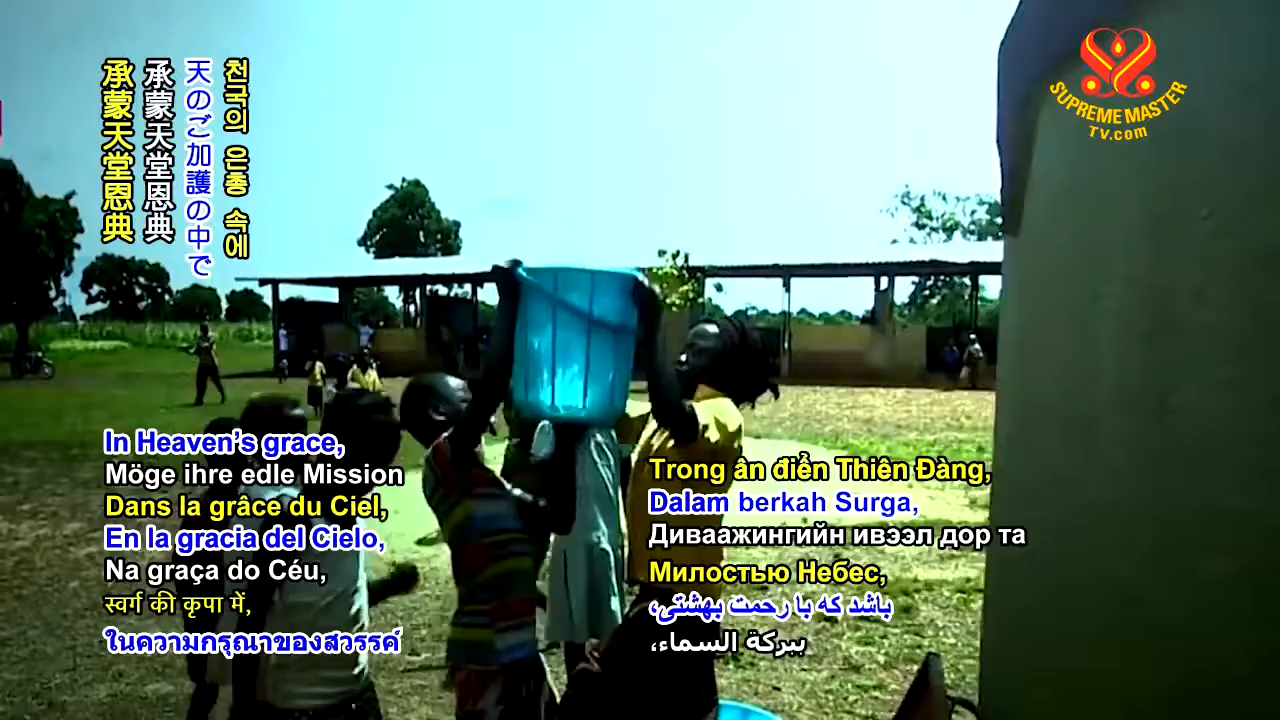 承蒙天堂恩典
承蒙天堂恩典
天のご加護の中で
천국의 은총 속에
SUPREME MASTER
TV.com
In Heaven's grace,
Möge ihre edle Mission
Dans la grâce du Ciel,
En la gracia del Cielo,
Na graça do Céu,
स्वर्ग की कृपा में,
ในความกรุณาของสวรรค์
Trong ân điển Thiên Đàng,
Dalam berkah Surga,
Диваажингийн ивээл дор та
Милостью Небес,
باشد که با رحمت بهشتی،
ببركة السماء،